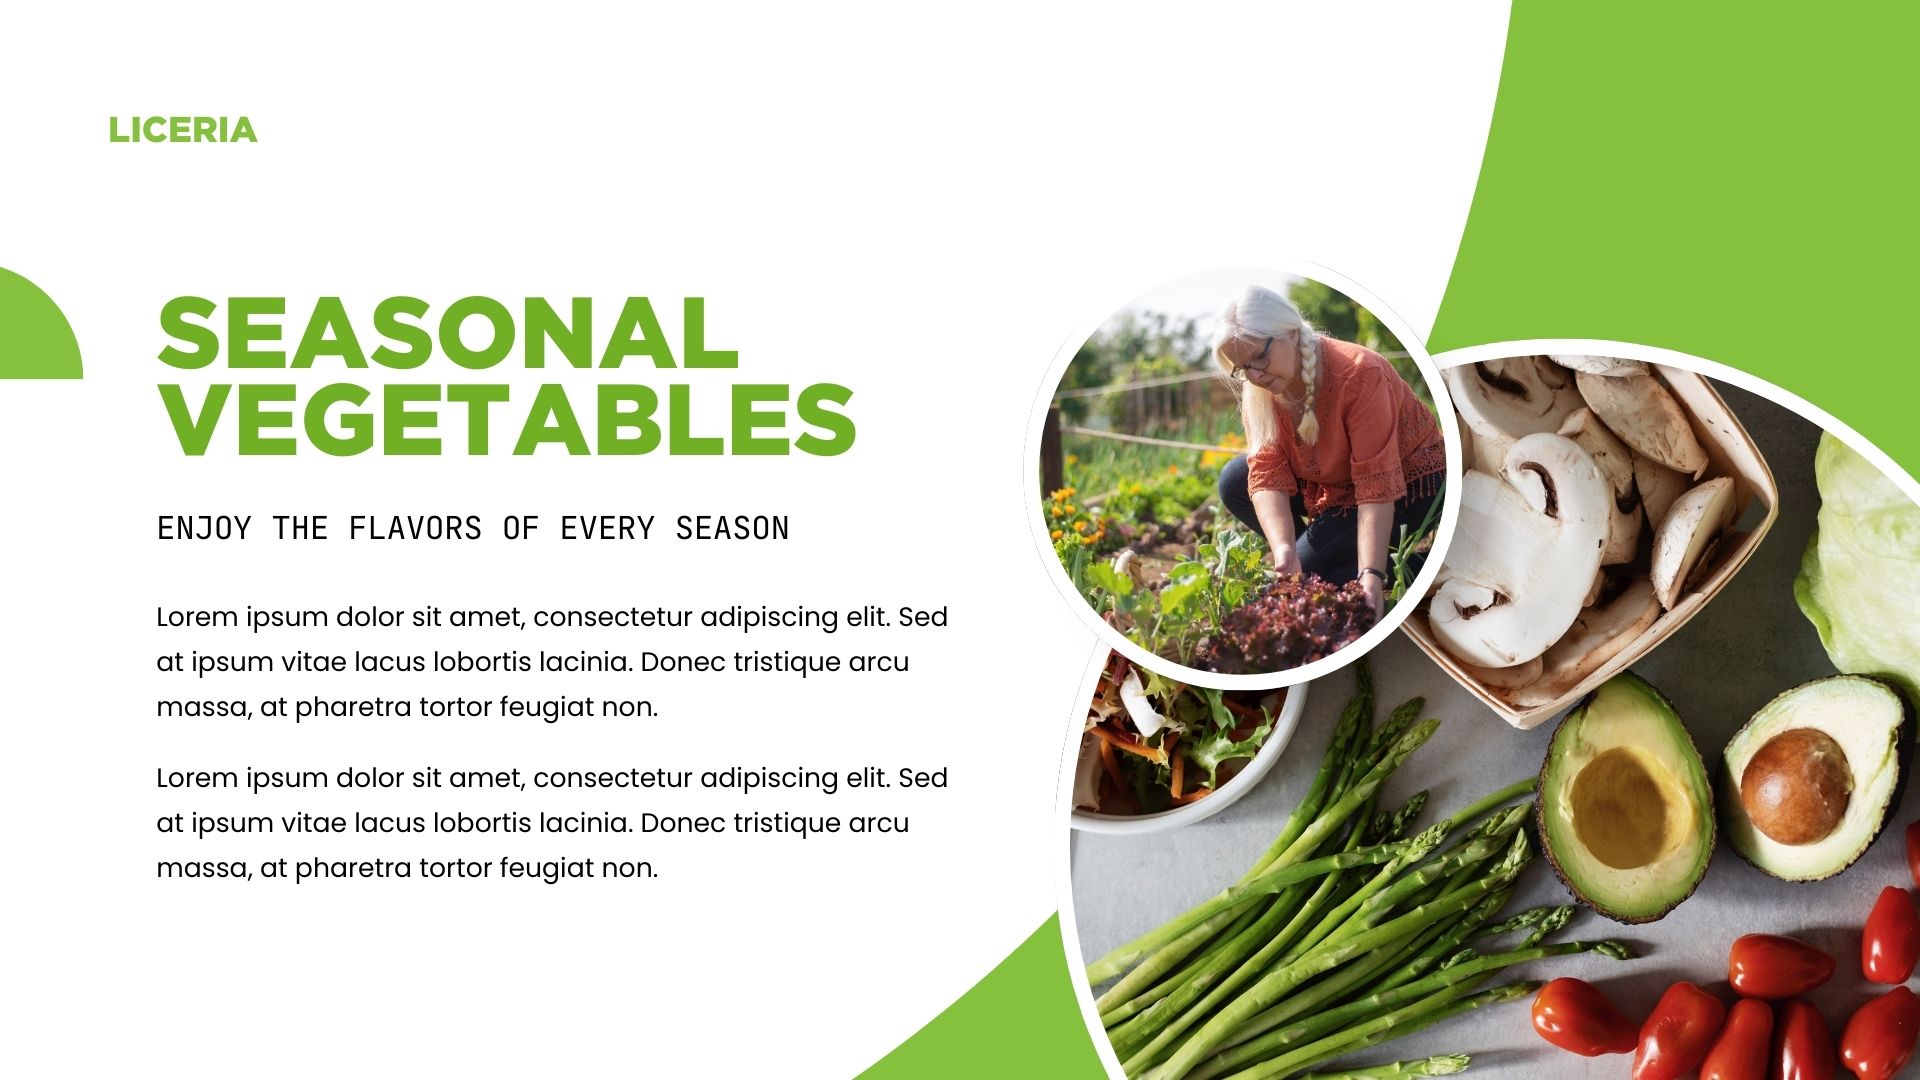 LICERIA
SEASONAL
VEGETABLES
ENJOY THE FLAVORS OF EVERY SEASON
Lorem ipsum dolor sit amet, consectetur adipiscing elit. Sed
at ipsum vitae lacus lobortis lacinia. Donec tristique arcu
massa, at pharetra tortor feugiat non.
Lorem ipsum dolor sit amet, consectetur adipiscing elit. Sed
at ipsum vitae lacus lobortis lacinia. Donec tristique arcu
massa, at pharetra tortor feugiat non.